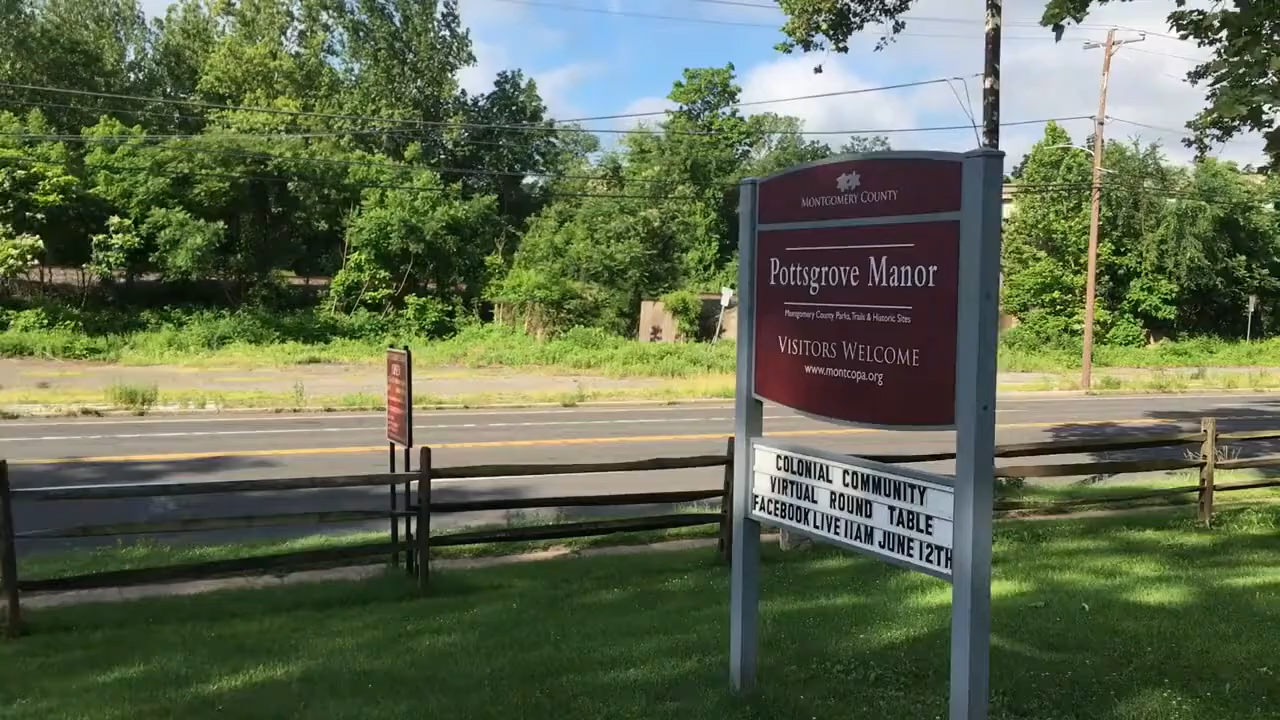 OPEN
MONTGOMERY COUNTY
Pottsgrove Manor
Montgomery County Parks, Trails & Historic Sites
VISITORS WELCOME
www.montcopa.org
COLONIAL COMMUNITY
VIRTUAL ROUND TABLE
FACEBOOK LIVE 11AM JUNE 12TH